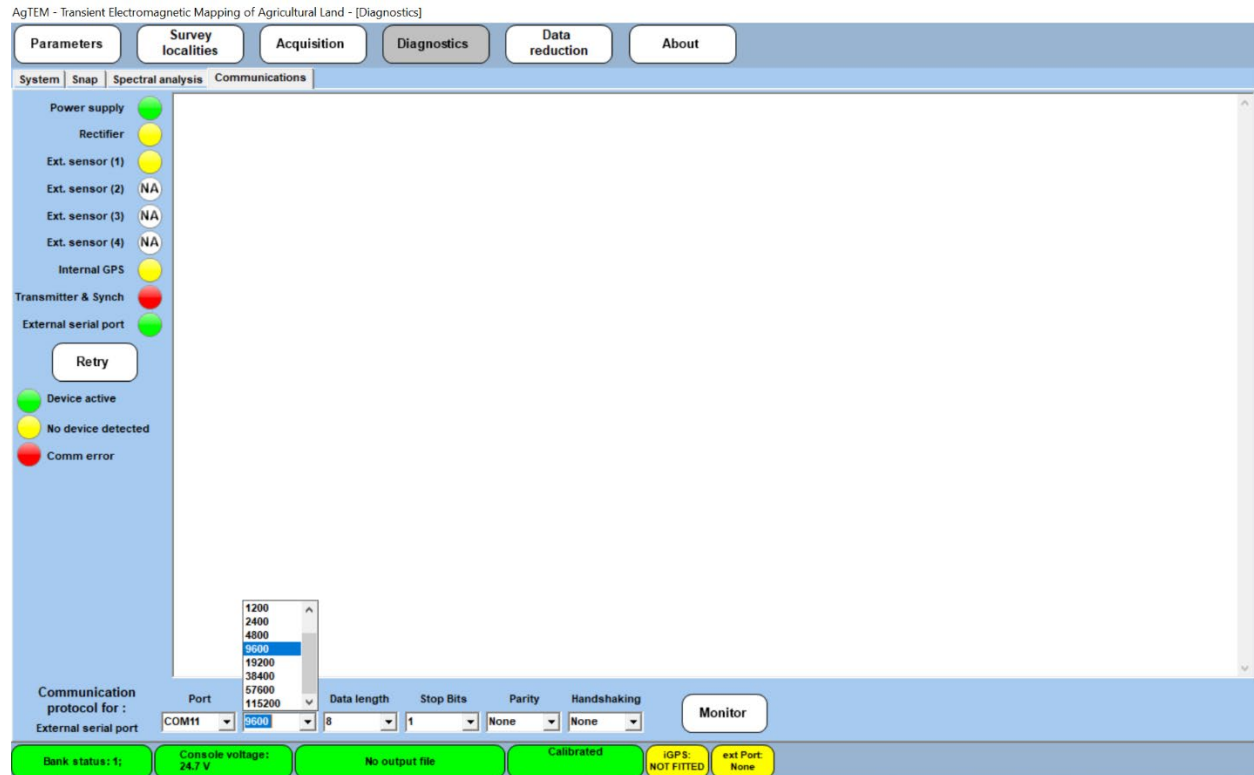 AgTEM - Transient Electromagnetic Mapping of Agricultural Land - [Diagnostics]
Parameters
Survey
localities
Acquisition
Diagnostics
Data
reduction
About
System Snap Spectral analysis Communications
Power supply
Rectifier
Ext. sensor (1)
Ext. sensor (2) NA
Ext. sensor (3) NA
Ext. sensor (4) NA
Internal GPS
Transmitter & Synch
External serial port
Retry
Device active
No device detected
Comm error
1200
2400
4800
9600
19200
38400
57600
115200
Communication
protocol for :
External serial port
Port Data length Stop Bits Parity Handshaking
COM11 9600 8 1 None None
Monitor
Bank status: 1;
Console voltage:
24.7 V
No output file
Calibrated
iGPS:
NOT FITTED
ext Port:
None